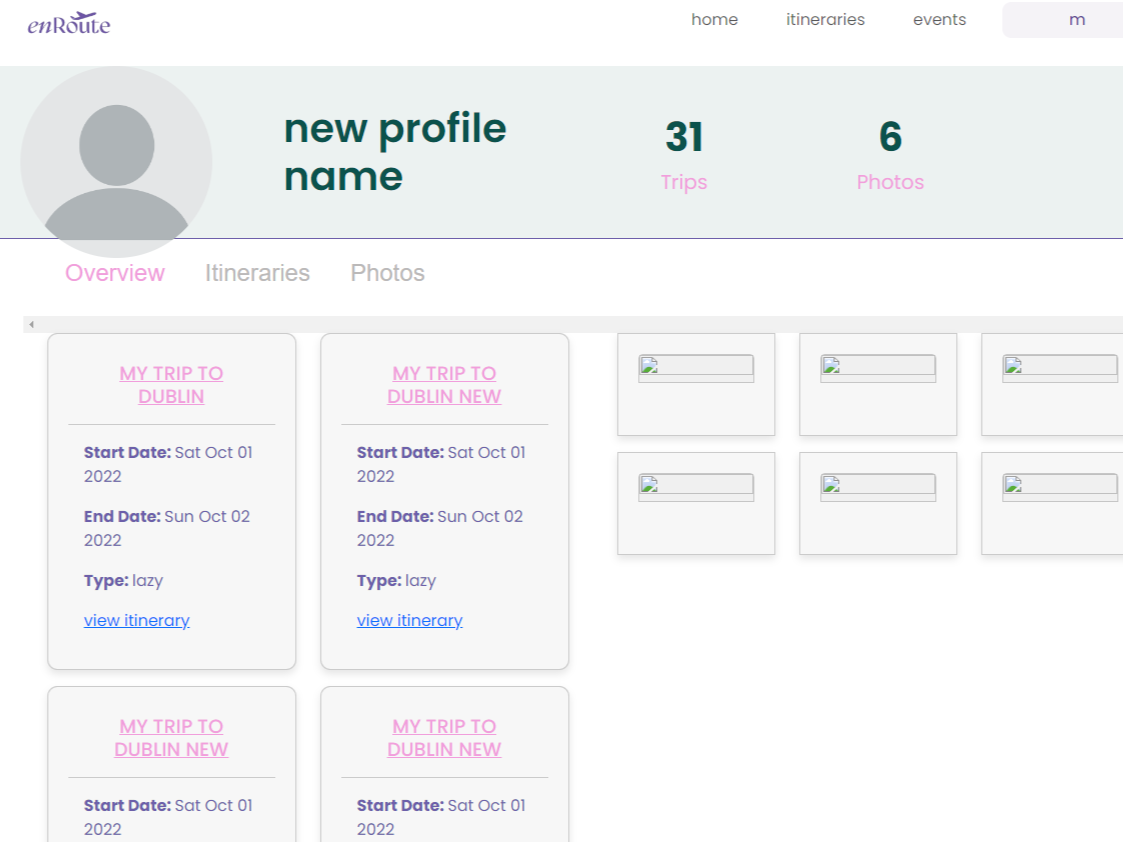 enRoute
home itineraries events m
new profile
name
31
Trips
6
Photos
Overview Itineraries Photos
MY TRIP TO
DUBLIN
Start Date: Sat Oct 01
2022
End Date: Sun Oct 02
2022
Type: lazy
view itinerary
MY TRIP TO
DUBLIN NEW
Start Date: Sat Oct 01
2022
End Date: Sun Oct 02
2022
Type: lazy
view itinerary
MY TRIP TO
DUBLIN NEW
Start Date: Sat Oct 01
2022
MY TRIP TO
DUBLIN NEW
Start Date: Sat Oct 01
2022